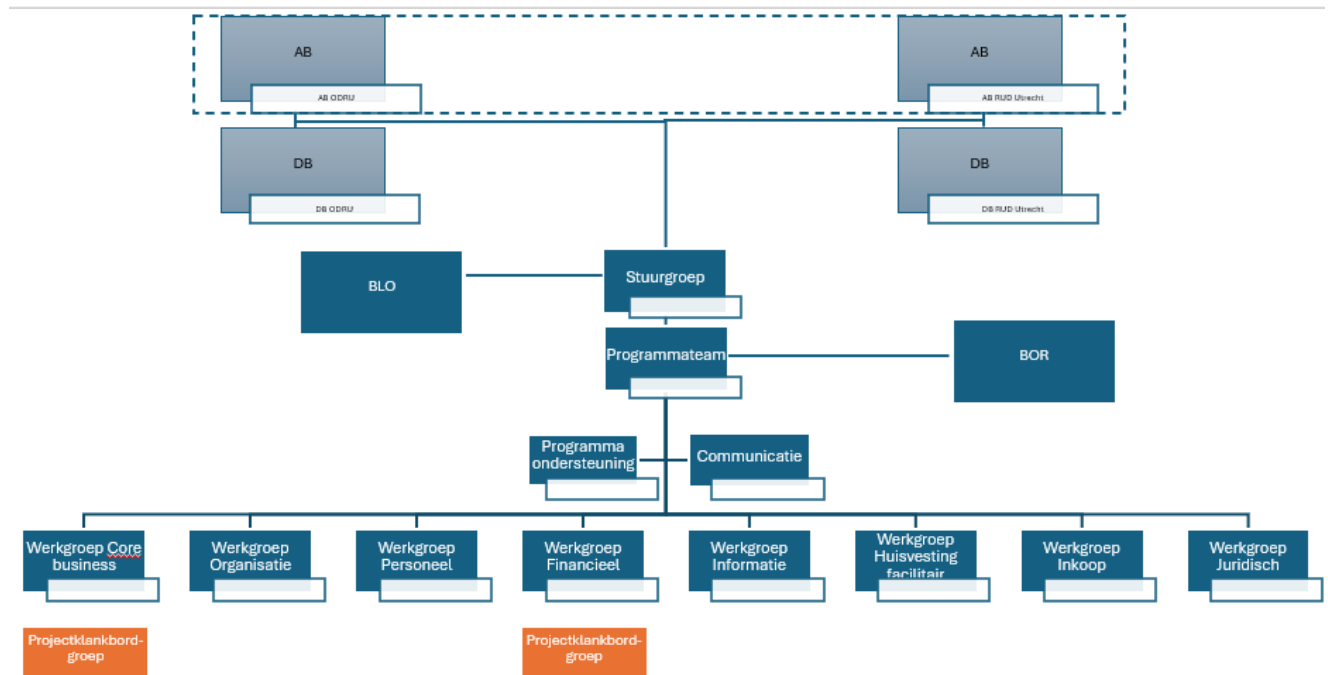 AB
AB ODRU
AB
AB RUD Utrecht
DB
DB ODRU
DB
DB RUD Utrecht
BLO
Stuurgroep
Programmateam
BOR
Programma
ondersteuning
Communicatie
Werkgroep Core
business
Werkgroep
Organisatie
Werkgroep
Personeel
Werkgroep
Financieel
Werkgroep
Informatie
Werkgroep
Huisvesting
facilitair
Werkgroep
Inkoop
Werkgroep
Juridisch
Projectklankbord-
groep
Projectklankbord-
groep